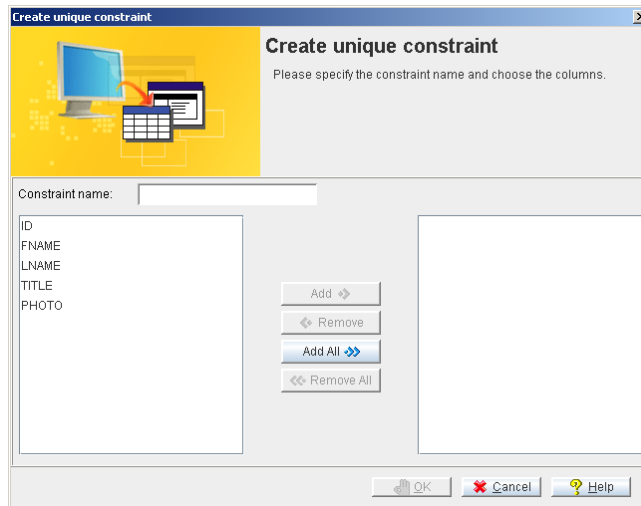 Create unique constraint
Create unique constraint
Please specify the constraint name and choose the columns.
Constraint name:
ID
FNAME
LNAME
TITLE
PHOTO
Add
Remove
Add All
Remove All
OK
Cancel
Help